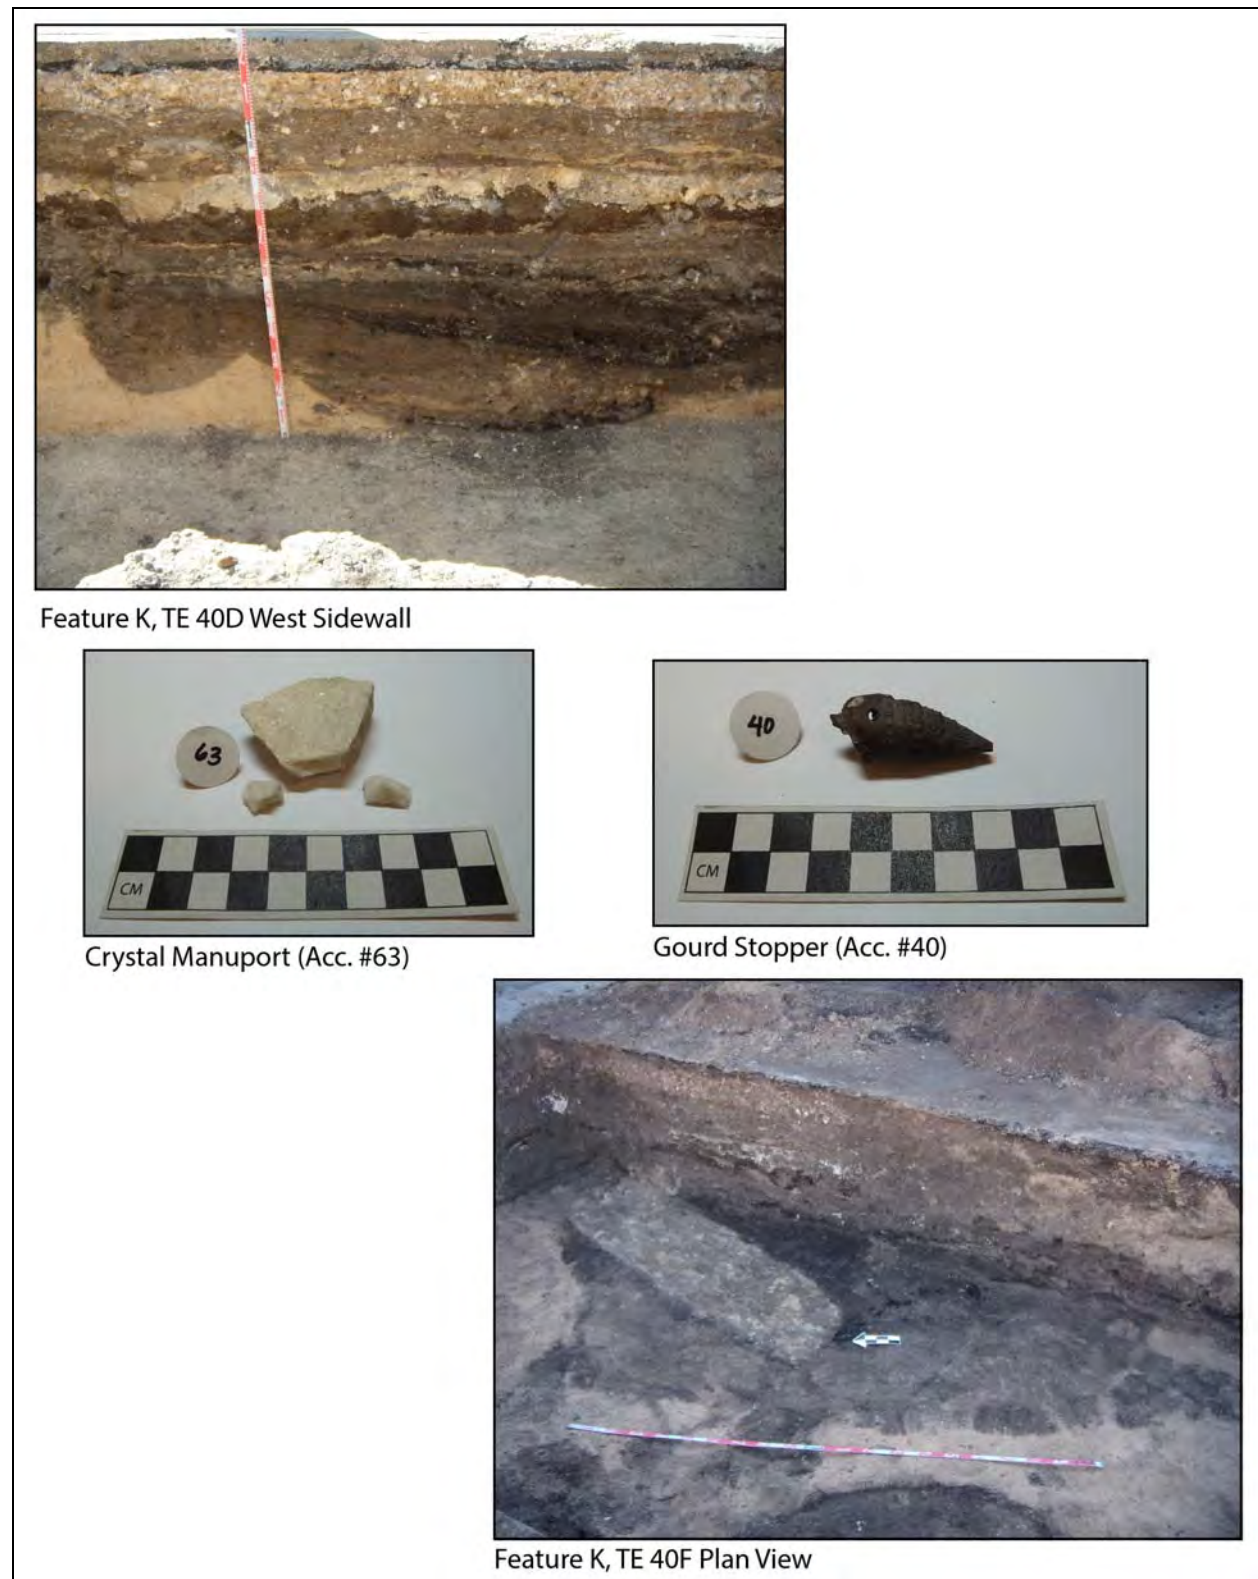 Feature K, TE 40D West Sidewall
63
CM
Crystal Manuport (Acc. #63)
40
CM
Gourd Stopper (Acc. #40)
Feature K, TE 40F Plan View